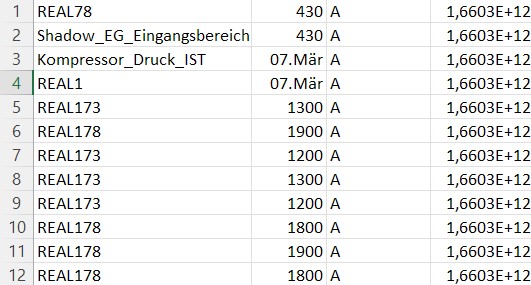 1 REAL78 430 A 1,6603E+12
2 Shadow_EG_Eingangsbereich 430 A 1,6603E+12
3 Kompressor_Druck_IST 07.Mär A 1,6603E+12
4 REAL1 07.Mär A 1,6603E+12
5 REAL173 1300 A 1,6603E+12
6 REAL178 1900 A 1,6603E+12
7 REAL173 1200 A 1,6603E+12
8 REAL173 1300 A 1,6603E+12
9 REAL173 1200 A 1,6603E+12
10 REAL178 1800 A 1,6603E+12
11 REAL178 1900 A 1,6603E+12
12 REAL178 1800 A 1,6603E+12